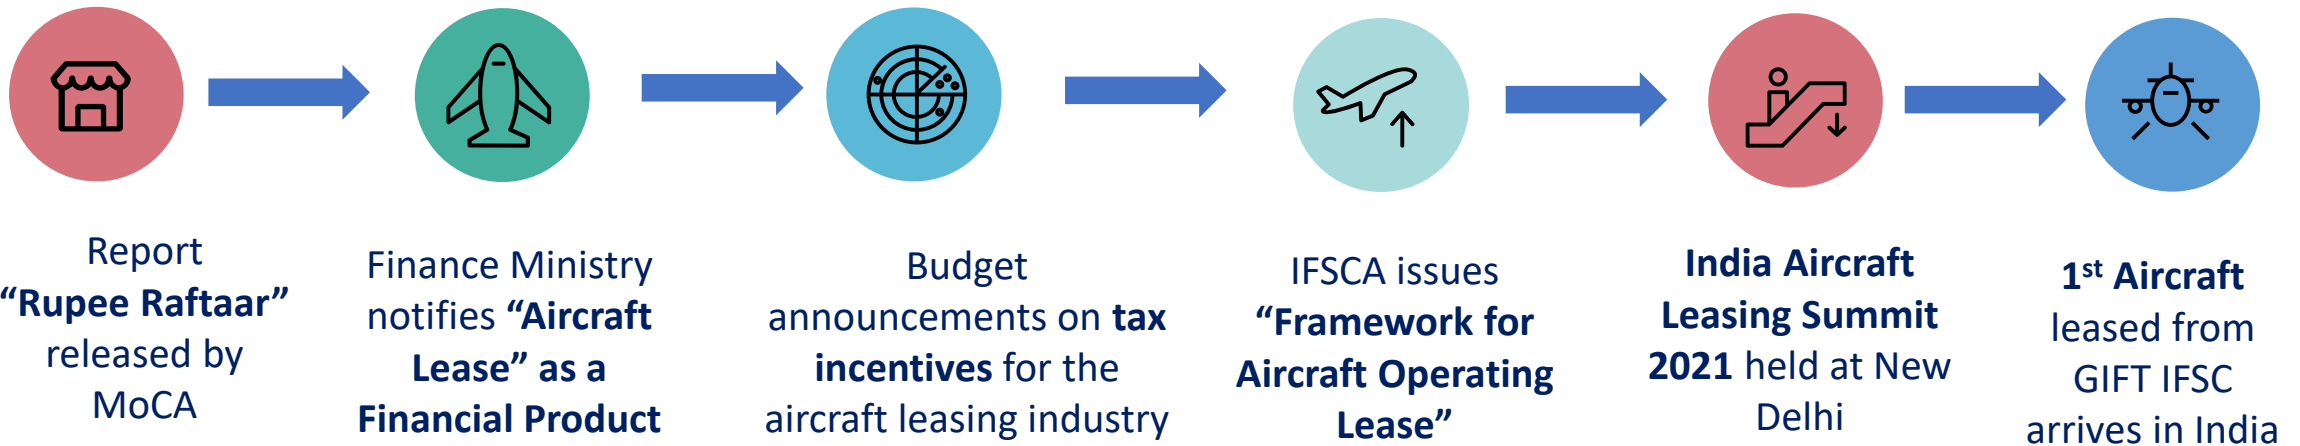 Report
“Rupee Raftaar”
released by
MoCA
Finance Ministry
notifies “Aircraft
Lease” as a
Financial Product
Budget
announcements on tax
incentives for the
aircraft leasing industry
IFSCA issues
“Framework for
Aircraft Operating
Lease”
India Aircraft
Leasing Summit
2021 held at New
Delhi
1st Aircraft
leased from
GIFT IFSC
arrives in India